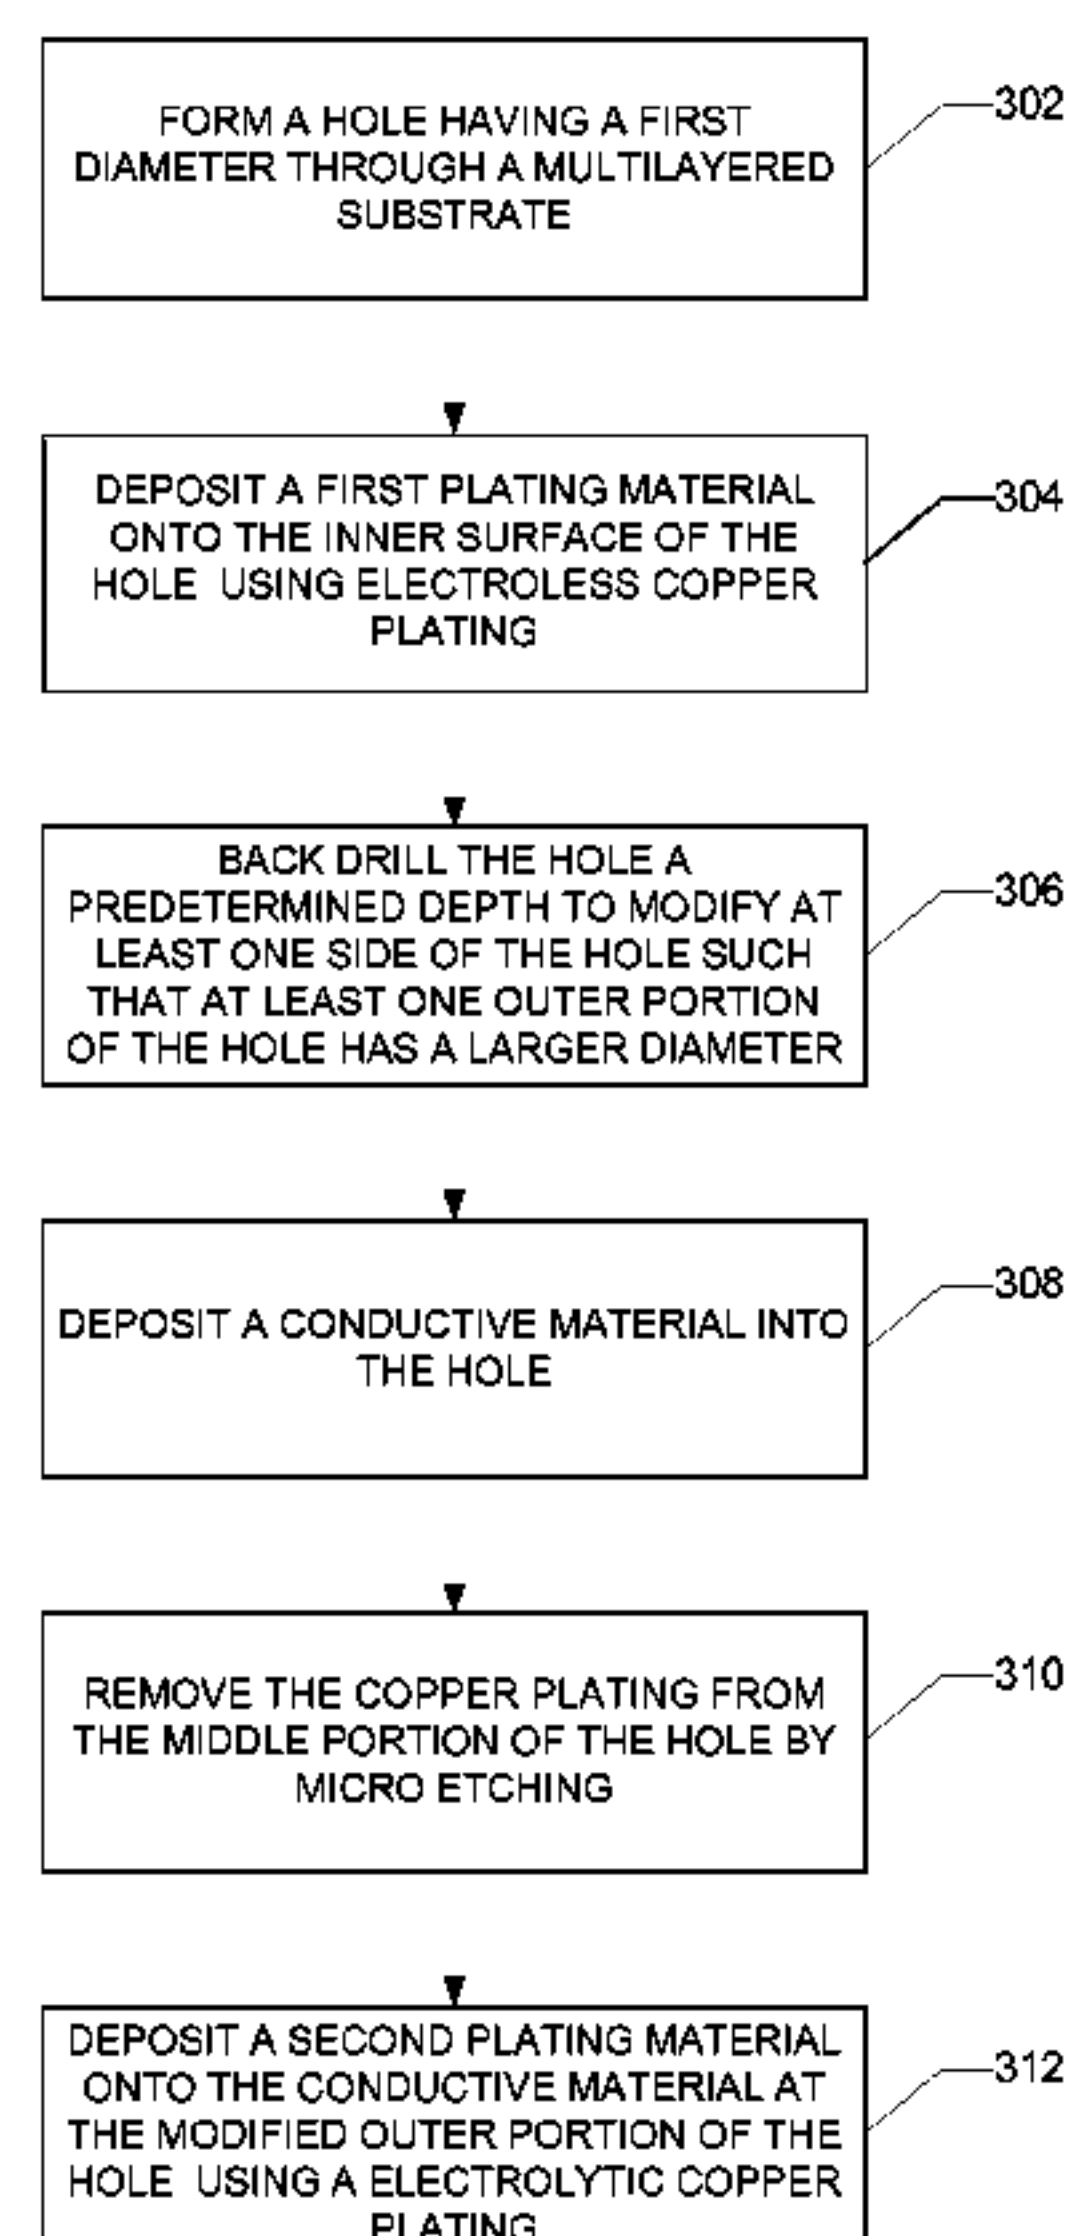 FORM A HOLE HAVING A FIRST
DIAMETER THROUGH A MULTILAYERED
SUBSTRATE
302
DEPOSIT A FIRST PLATING MATERIAL
ONTO THE INNER SURFACE OF THE
HOLE USING ELECTROLESS COPPER
PLATING
304
BACK DRILL THE HOLE A
PREDETERMINED DEPTH TO MODIFY AT
LEAST ONE SIDE OF THE HOLE SUCH
THAT AT LEAST ONE OUTER PORTION
OF THE HOLE HAS A LARGER DIAMETER
306
DEPOSIT A CONDUCTIVE MATERIAL INTO
THE HOLE
308
REMOVE THE COPPER PLATING FROM
THE MIDDLE PORTION OF THE HOLE BY
MICRO ETCHING
310
DEPOSIT A SECOND PLATING MATERIAL
ONTO THE CONDUCTIVE MATERIAL AT
THE MODIFIED OUTER PORTION OF THE
HOLE USING A ELECTROLYTIC COPPER
PLATING
312